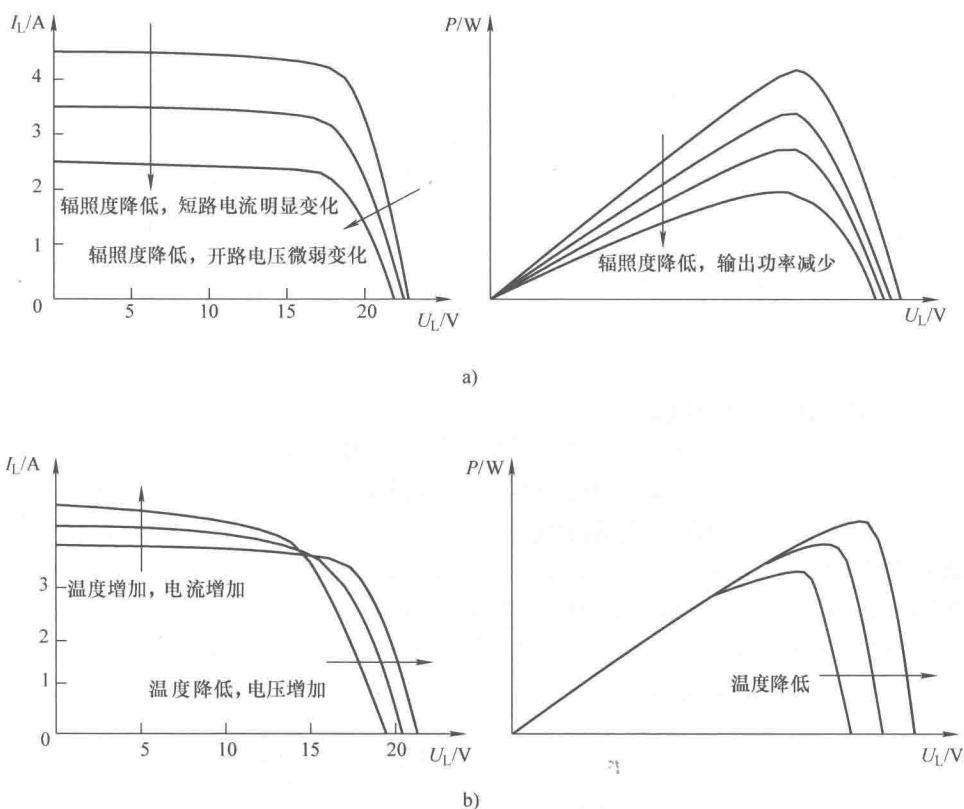 I_L/A
4
3
2
1
0
5
10
15
20
U_L/V
辐照度降低，短路电流明显变化
辐照度降低，开路电压微弱变化
P/W
辐照度降低，输出功率减少
U_L/V
a)
I_L/A
3
2
1
0
5
10
15
20
U_L/V
温度增加，电流增加
温度降低，电压增加
P/W
温度降低
U_L/V
b)